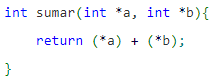 int sumar(int *a, int *b){
return (*a) + (*b);
}